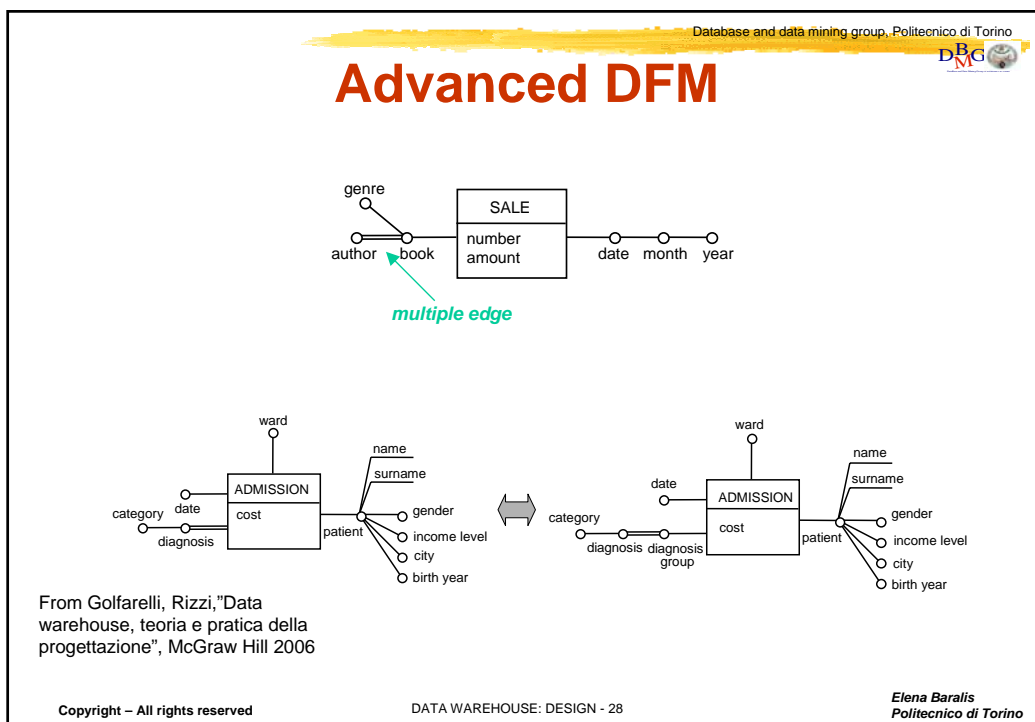 Database and data mining group, Politecnico di Torino
DBMG
Advanced DFM
genre
SALE
number
amount
author
book
date
month
year
multiple edge
ward
name
surname
ADMISSION
cost
date
category
diagnosis
patient
gender
income level
city
birth year
ward
name
surname
date
ADMISSION
cost
category
diagnosis
diagnosis
group
patient
gender
income level
city
birth year
From Golfarelli, Rizzi,"Data
warehouse, teoria e pratica della
progettazione", McGraw Hill 2006
Copyright – All rights reserved
DATA WAREHOUSE: DESIGN - 28
Elena Baralis
Politecnico di Torino